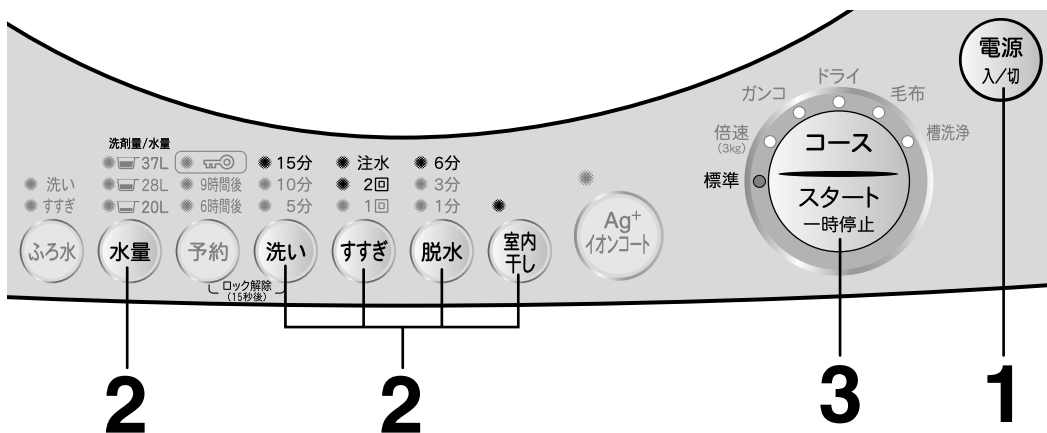 電源
入/切
ドライ
ガンコ
毛布
倍速
(3kg)
槽洗浄
標準
コース
スタート
一時停止
洗剤量/水量
37L
28L
20L
洗い
すすぎ
9時間後
6時間後
15分
10分
5分
注水
2回
1回
6分
3分
1分
ふろ水
水量
予約
洗い
すすぎ
脱水
室内
干し
Ag+
イオンコート
ロック解除
(15秒後)
2
2
3
1